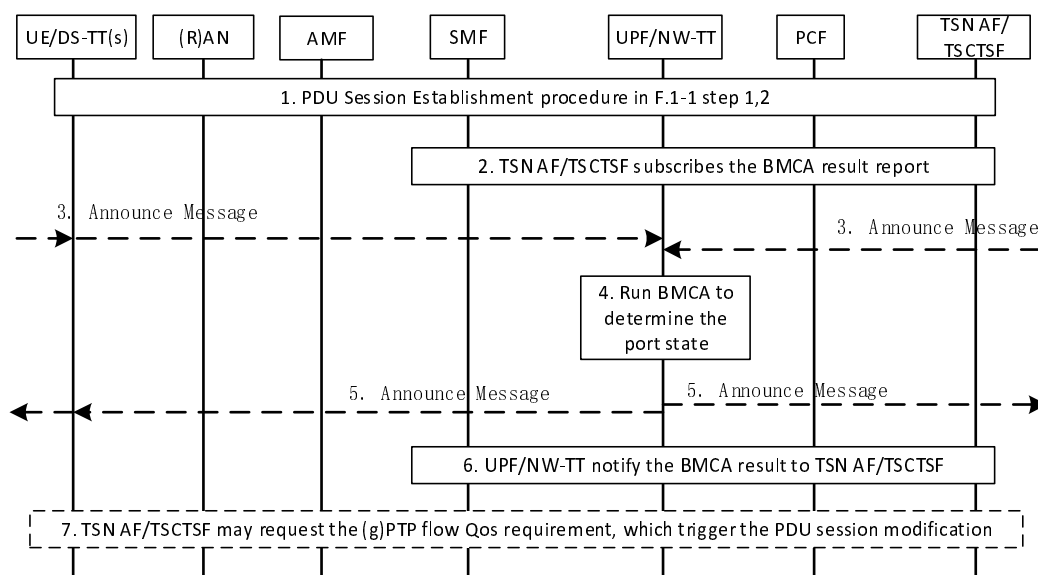 UE/DS-TT(s)
(R)AN
AMF
SMF
UPF/NW-TT
PCF
TSN AF/
TSCTSF
1. PDU Session Establishment procedure in F.1-1 step 1,2
2. TSN AF/TSCTSF subscribes the BMCA result report
3. Announce Message
3. Announce Message
4. Run BMCA to
determine the
port state
5. Announce Message
5. Announce Message
6. UPF/NW-TT notify the BMCA result to TSN AF/TSCTSF
7. TSN AF/TSCTSF may request the (g)PTP flow Qos requirement, which trigger the PDU session modification